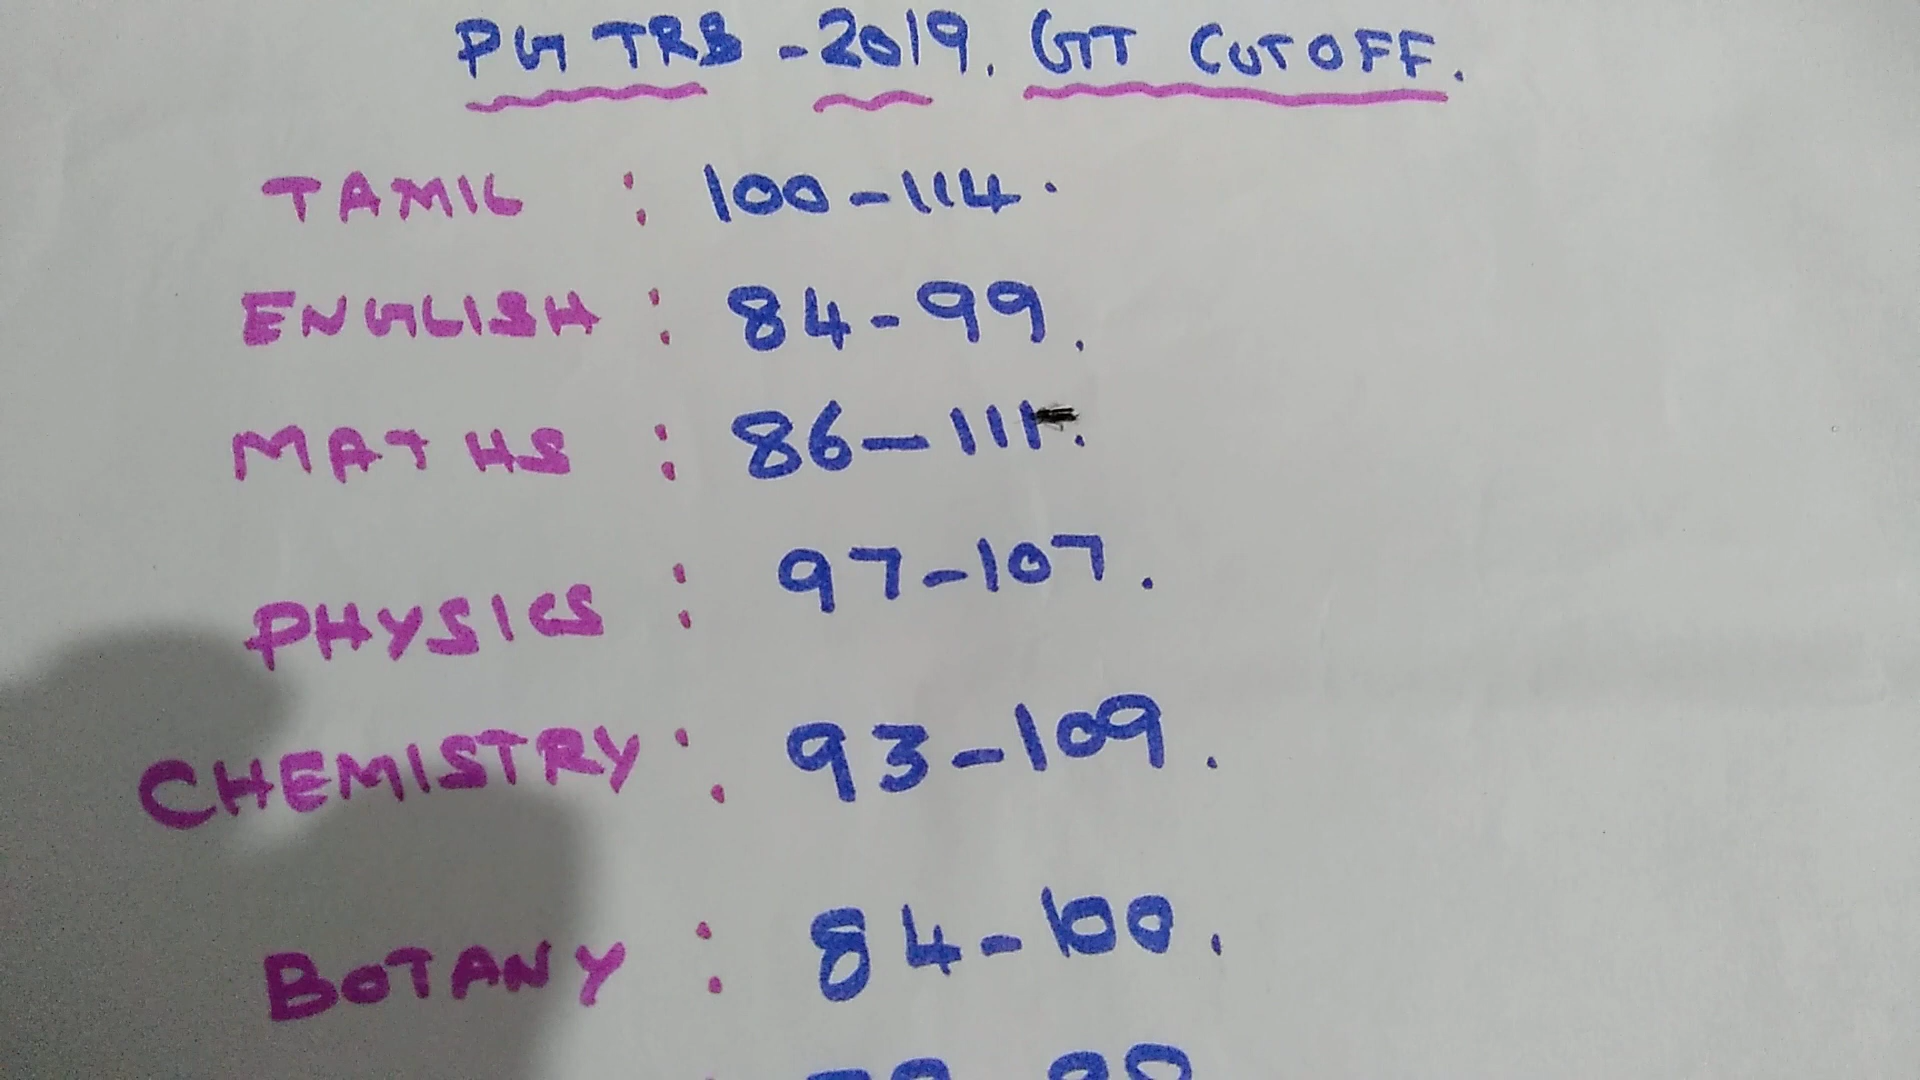 PG TRB - 2019. GT CUTOFF.
TAMIL : 100-114.
ENGLISH : 84-99.
MATHS : 86-111.
PHYSICS : 97-107.
CHEMISTRY : 93-109.
BOTANY : 84-100.